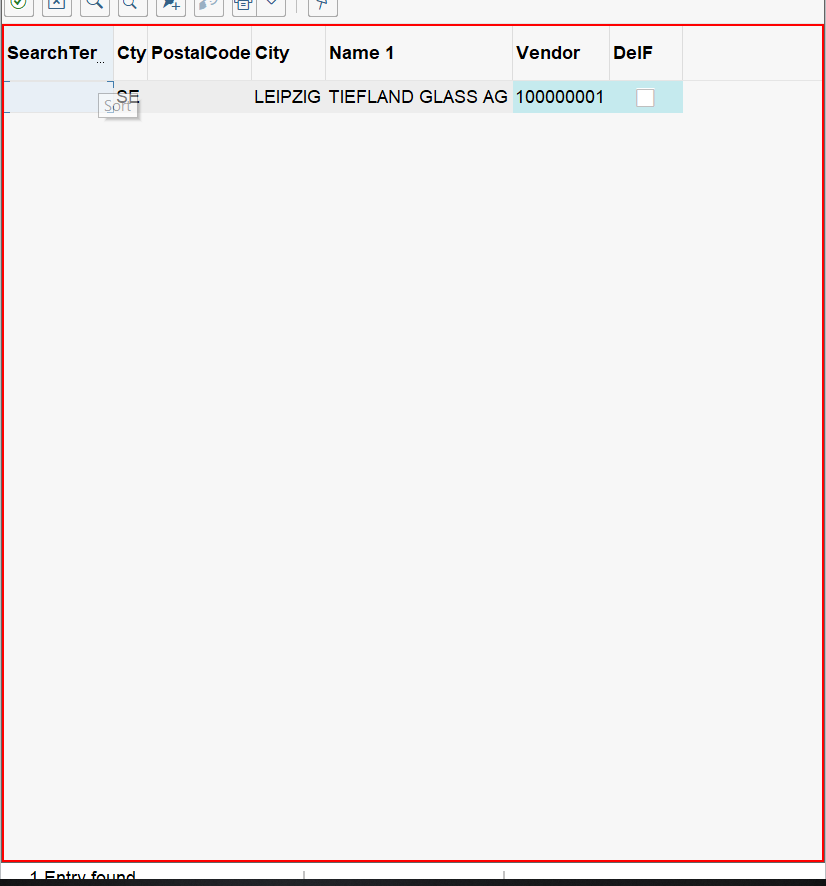 SearchTer... Cty PostalCode City Name 1 Vendor DelF
SE LEIPZIG TIEFLAND GLASS AG 100000001
Sort
1 Entry found